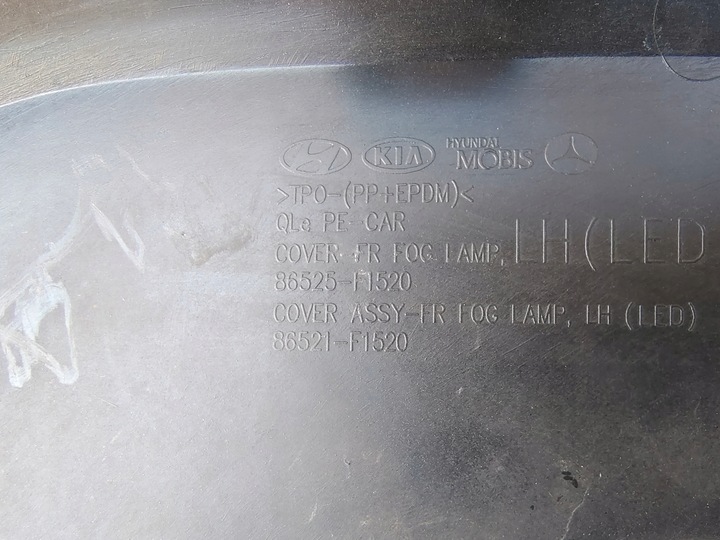 KIA HYUNDAI MOBIS
>TPO-(PP+EPDM)<
QLe PE-CAR
COVER-FR FOG LAMP, LH(LED
86525-F1520
COVER ASSY-FR FOG LAMP, LH (LED)
86521-F1520